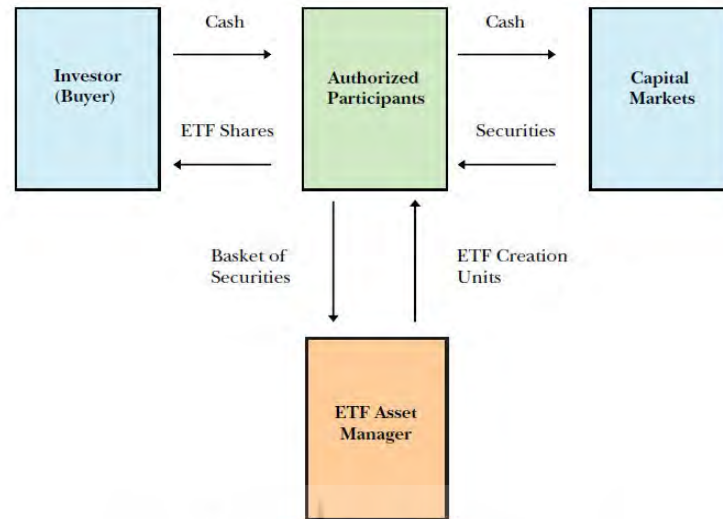 Cash
Cash
Investor
(Buyer)
Authorized
Participants
Capital
Markets
ETF Shares
Securities
Basket of
Securities
ETF Creation
Units
ETF Asset
Manager